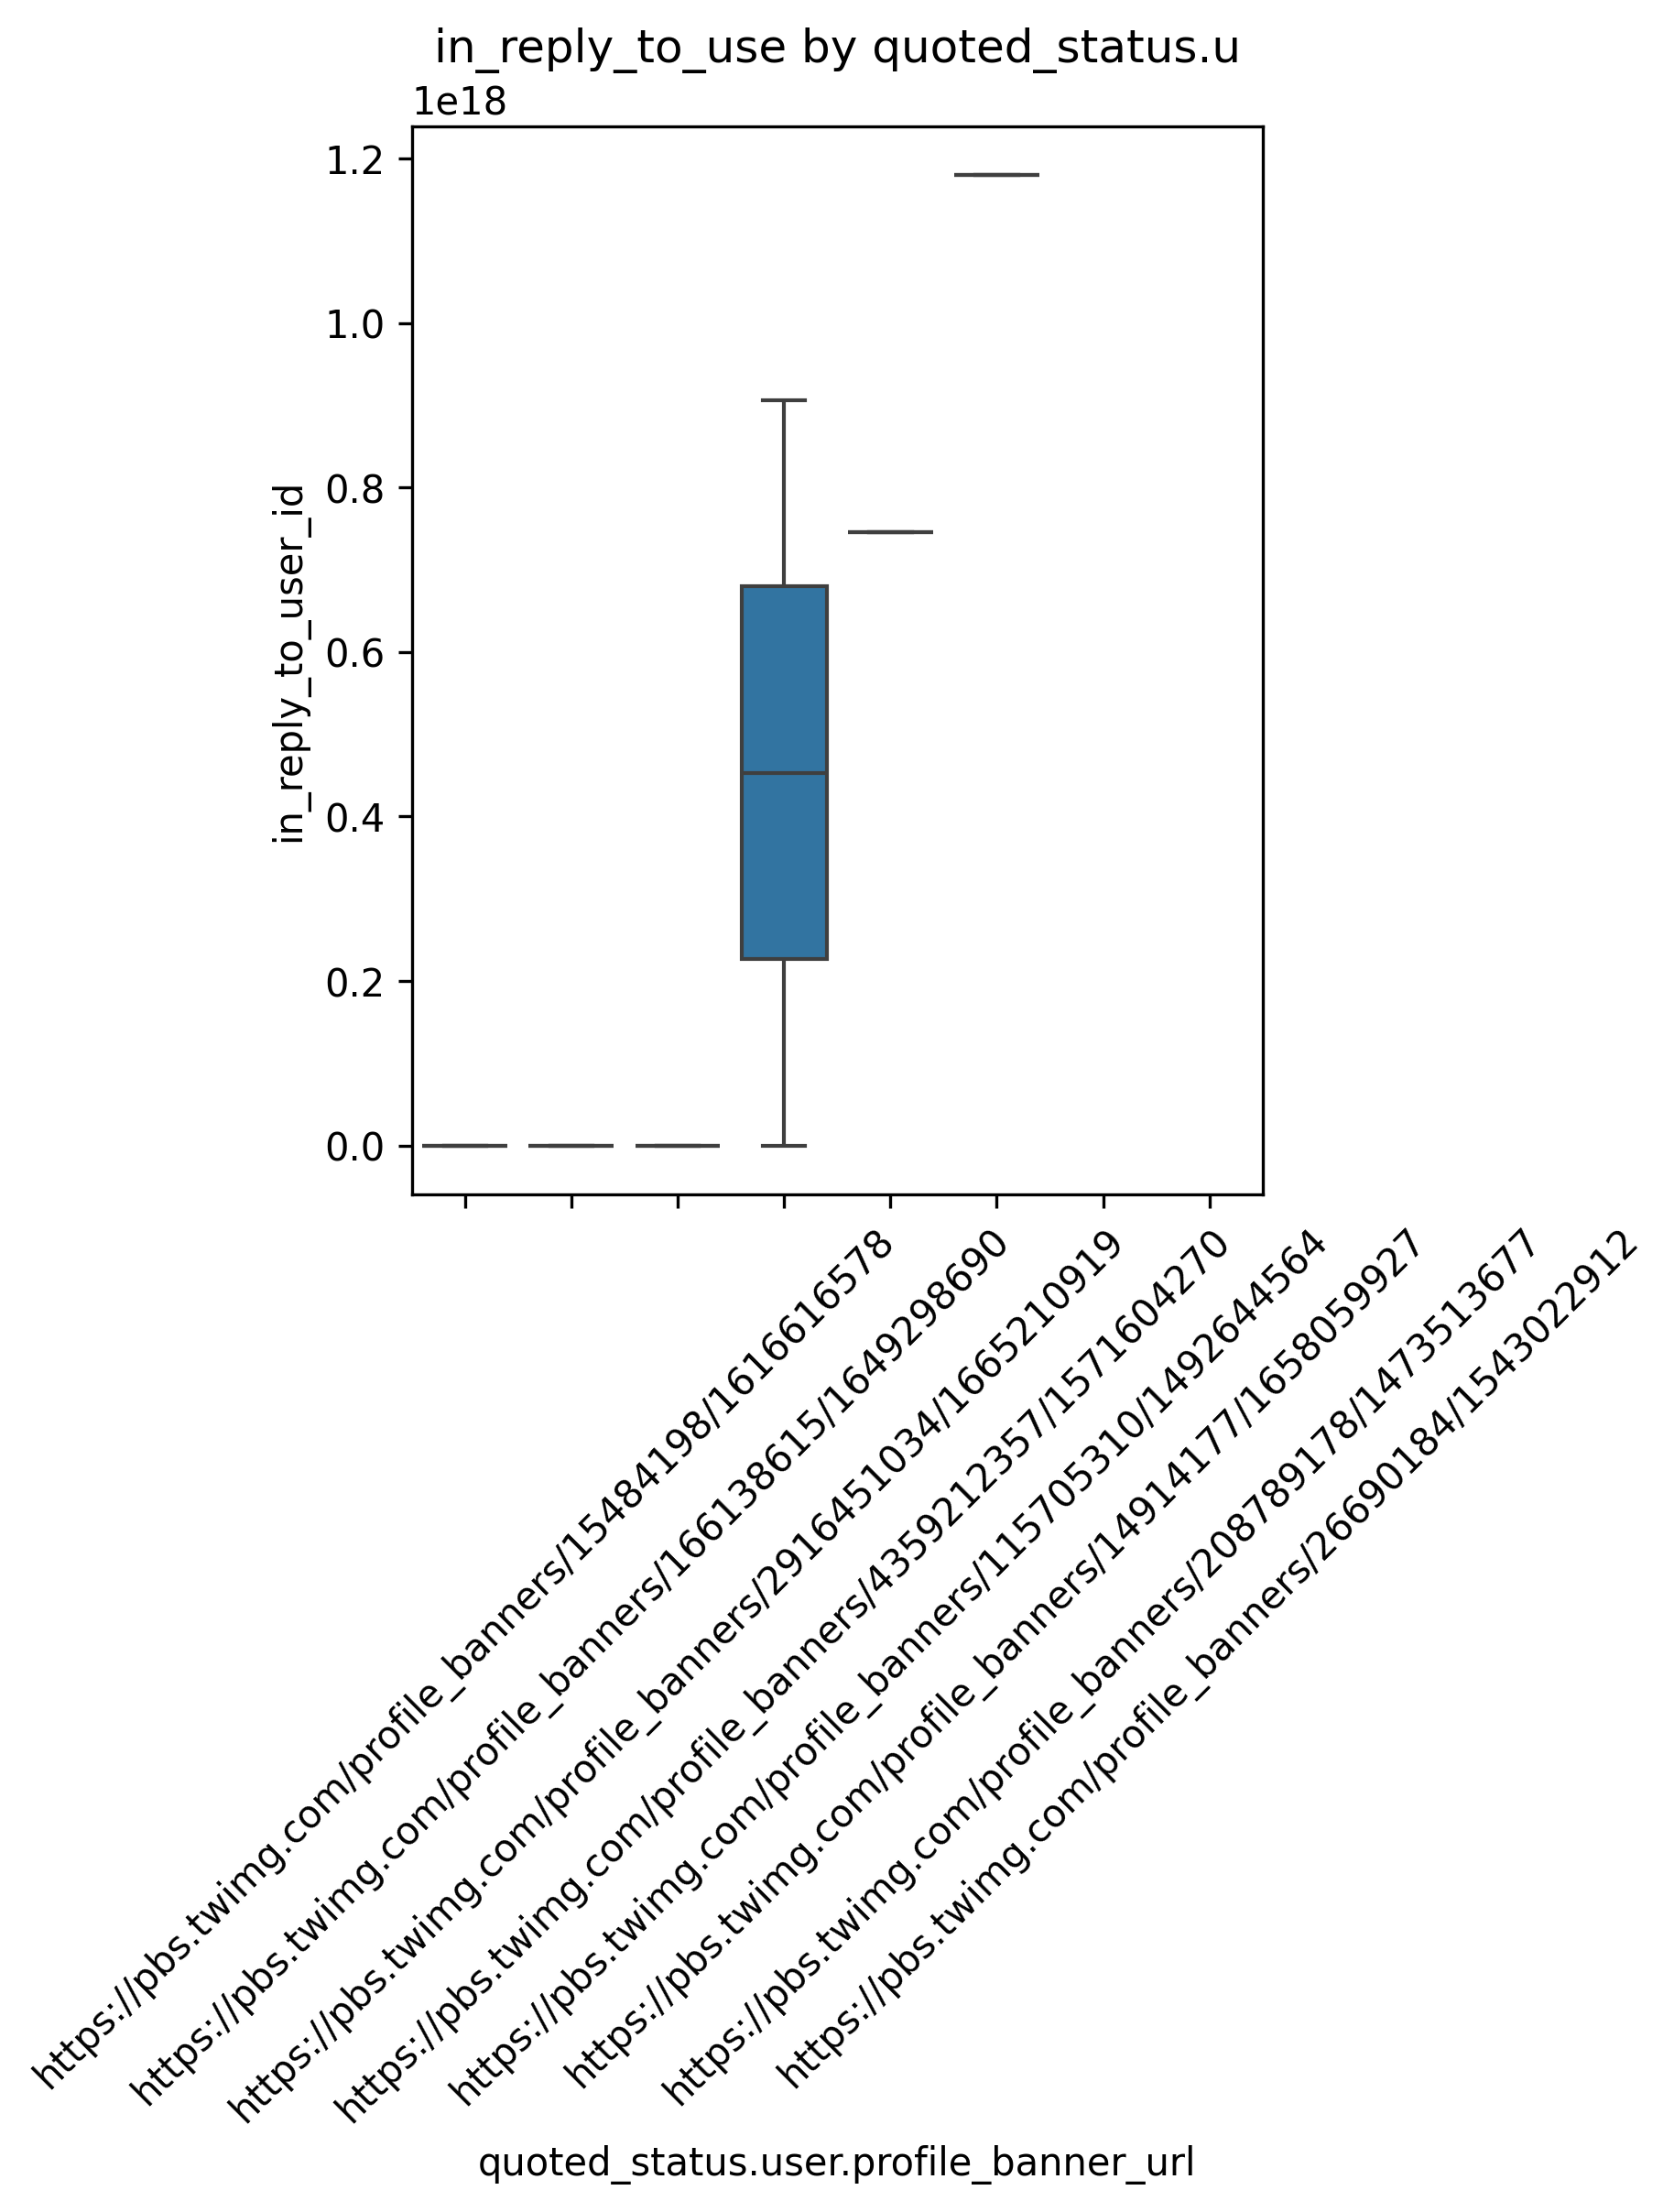 in_reply_to_use by quoted_status.u
1e18
1.2
1.0
0.8
0.6
0.4
0.2
0.0
in_reply_to_user_id
https://pbs.twimg.com/profile_banners/15484198/1616616578
https://pbs.twimg.com/profile_banners/166138615/1649298690
https://pbs.twimg.com/profile_banners/2916451034/1665210919
https://pbs.twimg.com/profile_banners/4359212357/1571604270
https://pbs.twimg.com/profile_banners/115705310/1492644564
https://pbs.twimg.com/profile_banners/14914177/1658059927
https://pbs.twimg.com/profile_banners/208789178/1473513677
https://pbs.twimg.com/profile_banners/26690184/1543022912
quoted_status.user.profile_banner_url